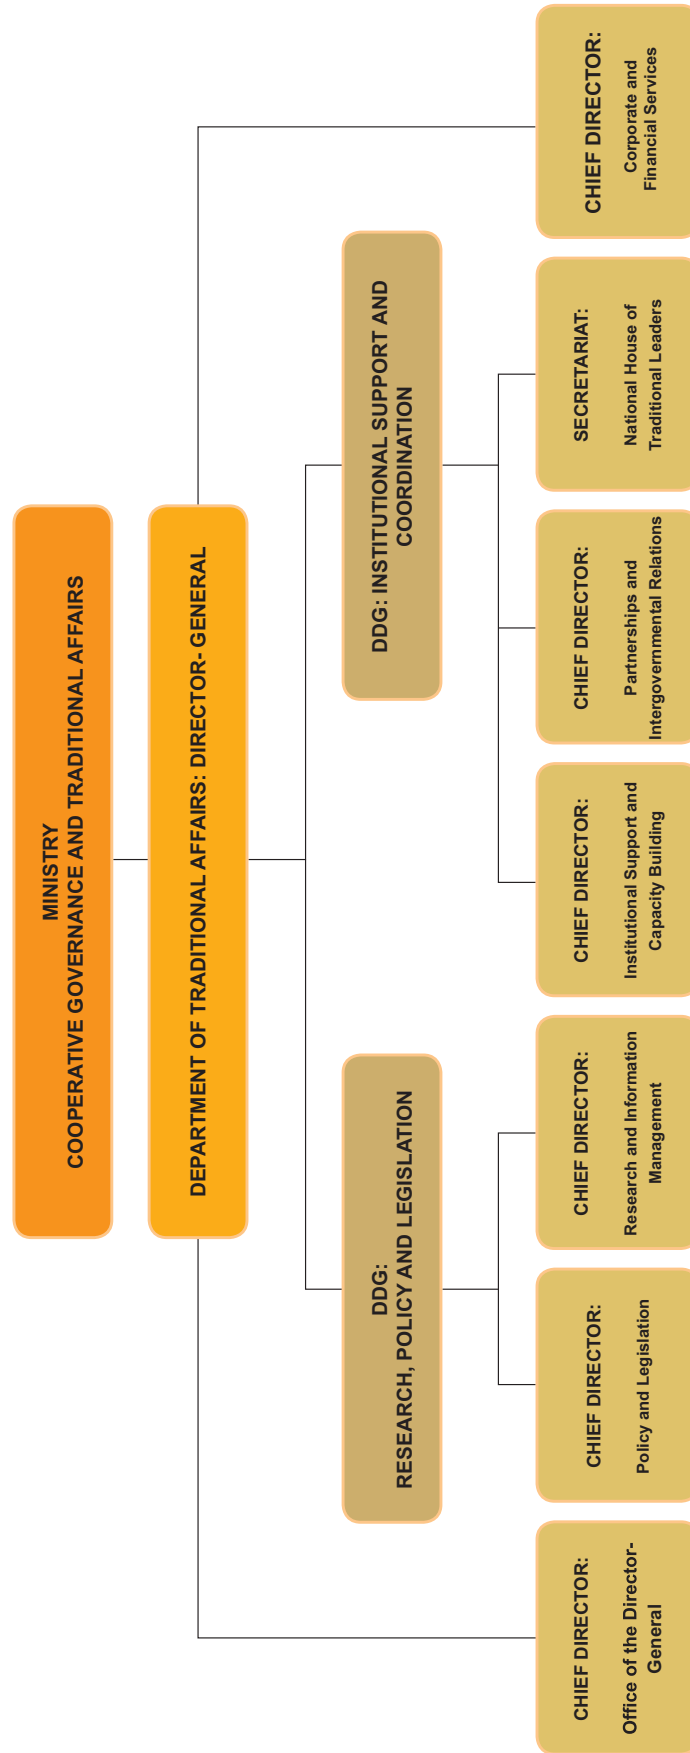 MINISTRY
COOPERATIVE GOVERNANCE AND TRADITIONAL AFFAIRS
DEPARTMENT OF TRADITIONAL AFFAIRS: DIRECTOR- GENERAL
DDG:
RESEARCH, POLICY AND LEGISLATION
DDG: INSTITUTIONAL SUPPORT AND
COORDINATION
CHIEF DIRECTOR:
Office of the Director-
General
CHIEF DIRECTOR:
Policy and Legislation
CHIEF DIRECTOR:
Research and Information
Management
CHIEF DIRECTOR:
Institutional Support and
Capacity Building
CHIEF DIRECTOR:
Partnerships and
Intergovernmental Relations
SECRETARIAT:
National House of
Traditional Leaders
CHIEF DIRECTOR:
Corporate and
Financial Services